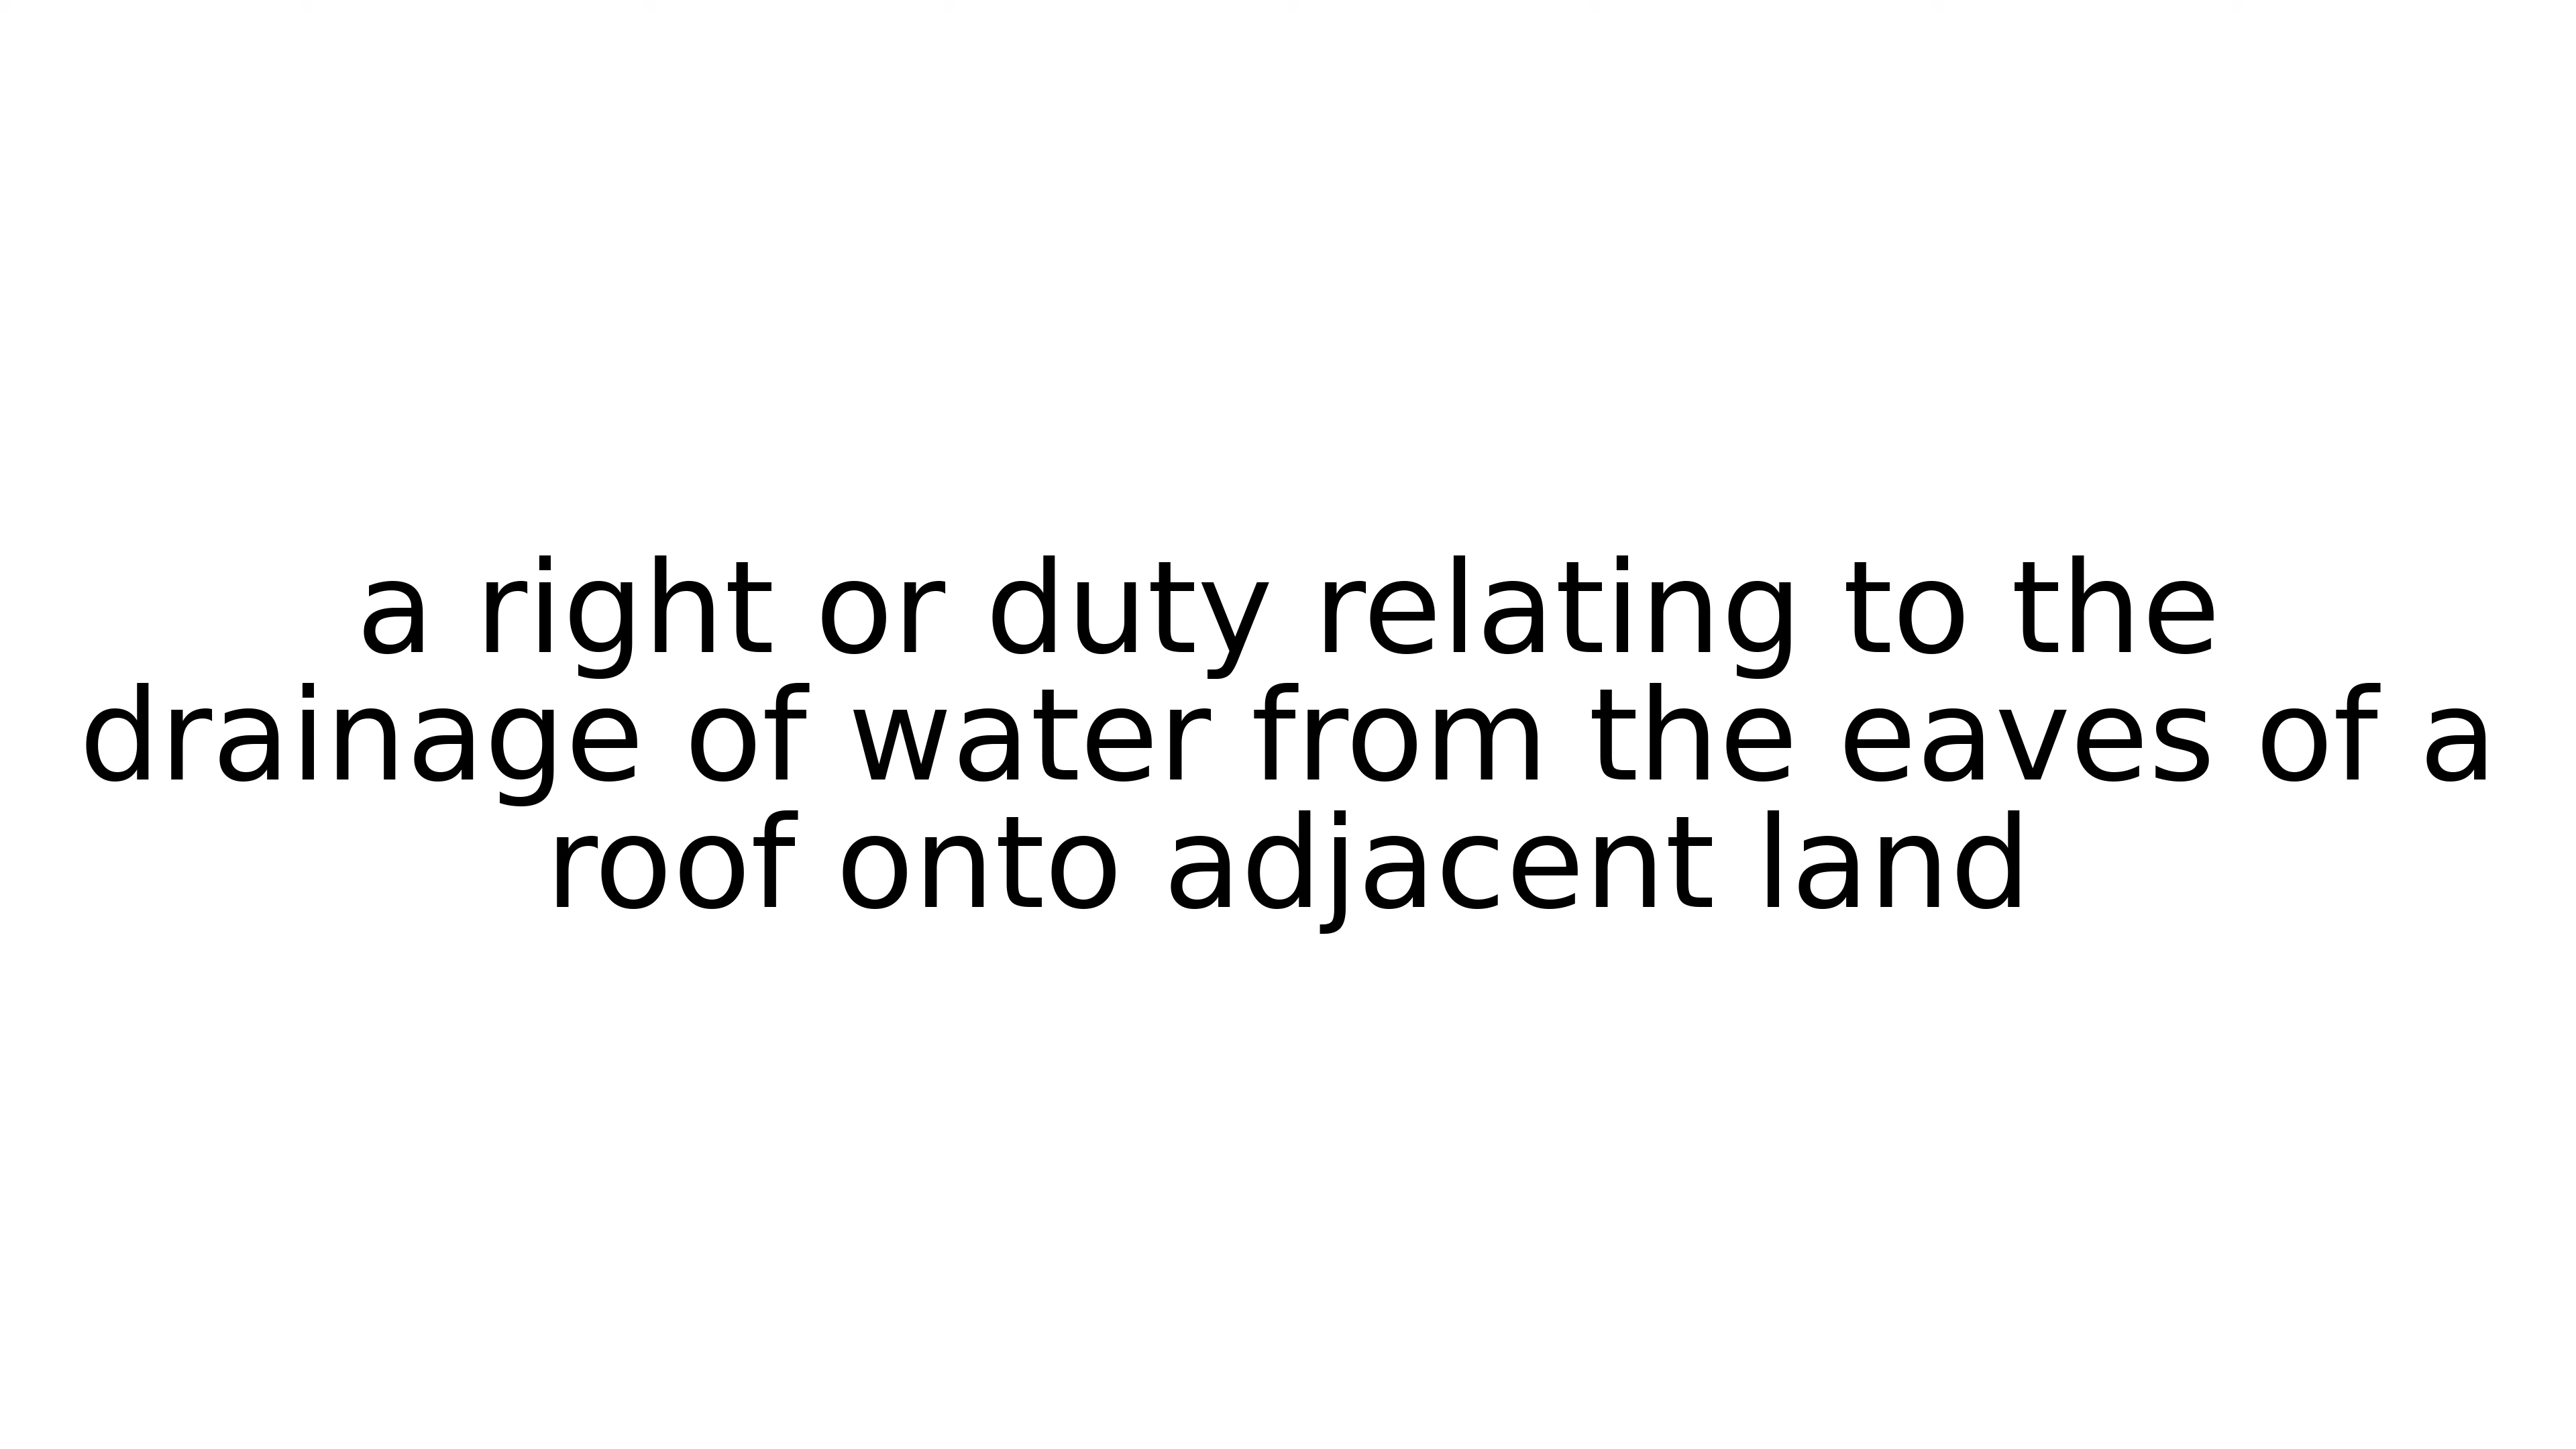 a right or duty relating to the
drainage of water from the eaves of a
roof onto adjacent land